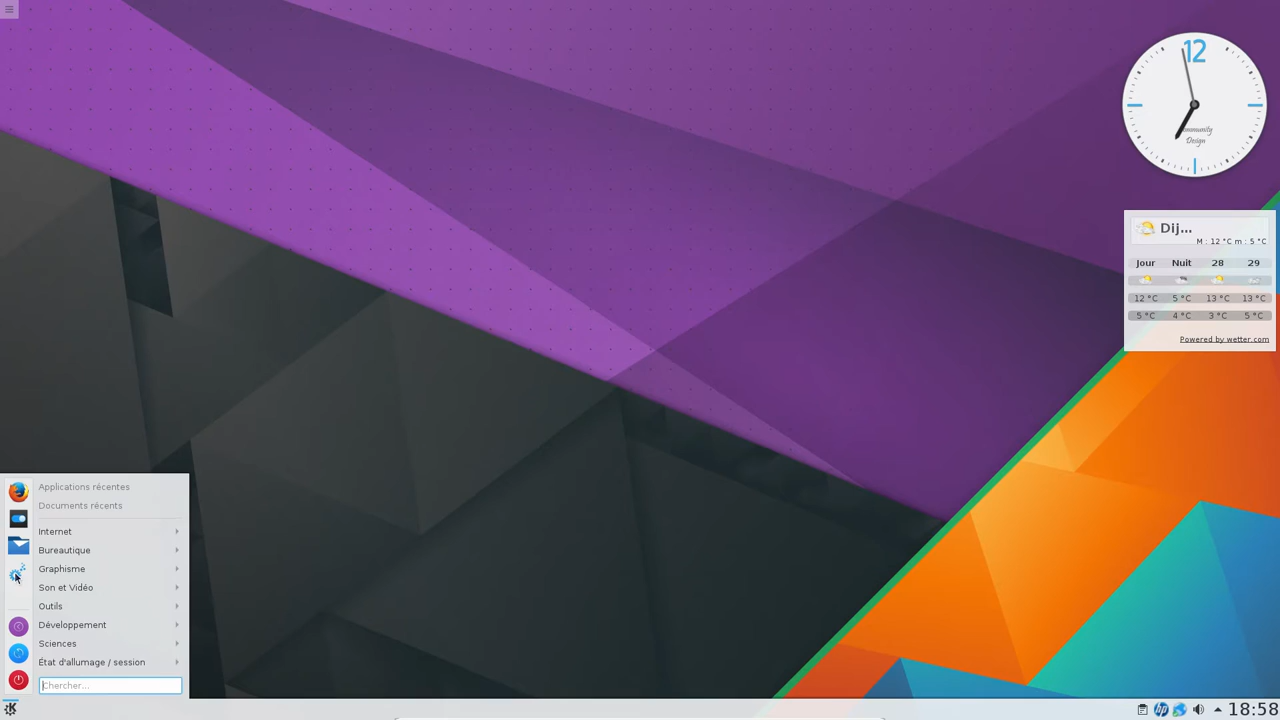 12
Community
Design
Dij...
M : 12 °C m : 5 °C
Jour Nuit 28 29
12 °C 5 °C 13 °C 13 °C
5 °C 4 °C 3 °C 5 °C
Powered by wetter.com
Applications récentes
Documents récents
Internet
Bureautique
Graphisme
Son et Vidéo
Outils
Développement
Sciences
État d'allumage / session
Chercher...
hp
18:58